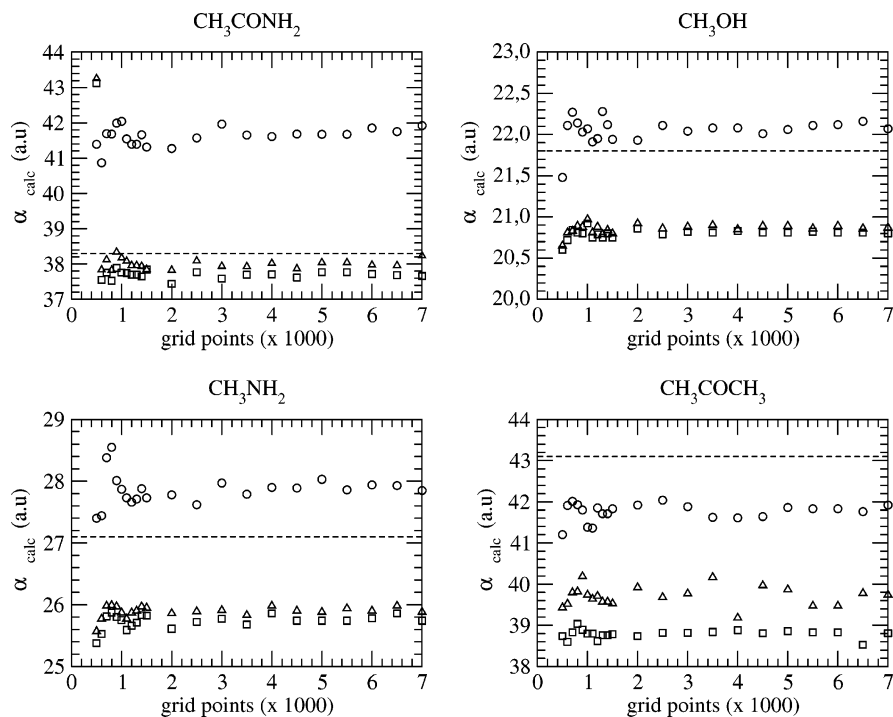 CH₃CONH₂
44
43
42
41
40
39
38
37
α calc (a.u)
0 1 2 3 4 5 6 7
grid points (x 1000)
CH₃OH
23,0
22,5
22,0
21,5
21,0
20,5
20,0
α calc (a.u)
0 1 2 3 4 5 6 7
grid points (x 1000)
CH₃NH₂
29
28
27
26
25
α calc (a.u)
0 1 2 3 4 5 6 7
grid points (x 1000)
CH₃COCH₃
44
43
42
41
40
39
38
α calc (a.u)
0 1 2 3 4 5 6 7
grid points (x 1000)